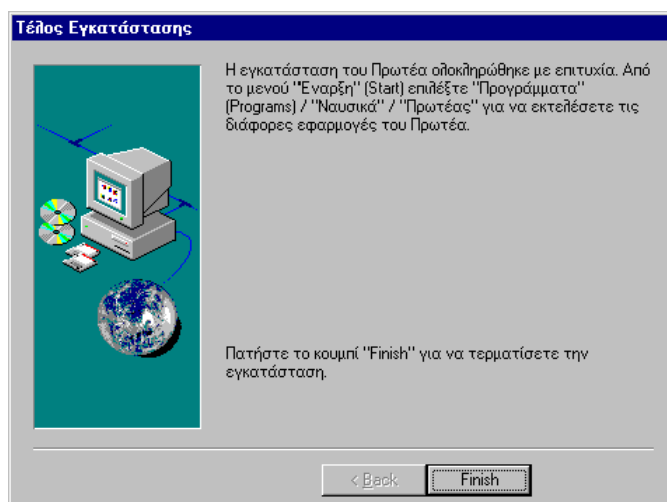 Τέλος Εγκατάστασης
Η εγκατάσταση του Πρωτέα ολοκληρώθηκε με επιτυχία. Από
το μενού "Έναρξη" (Start) επιλέξτε "Προγράμματα"
(Programs) / "Ναυσικά" / "Πρωτέας" για να εκτελέσετε τις
διάφορες εφαρμογές του Πρωτέα.
Πατήστε το κουμπί "Finish" για να τερματίσετε την
εγκατάσταση.
< Back
Finish